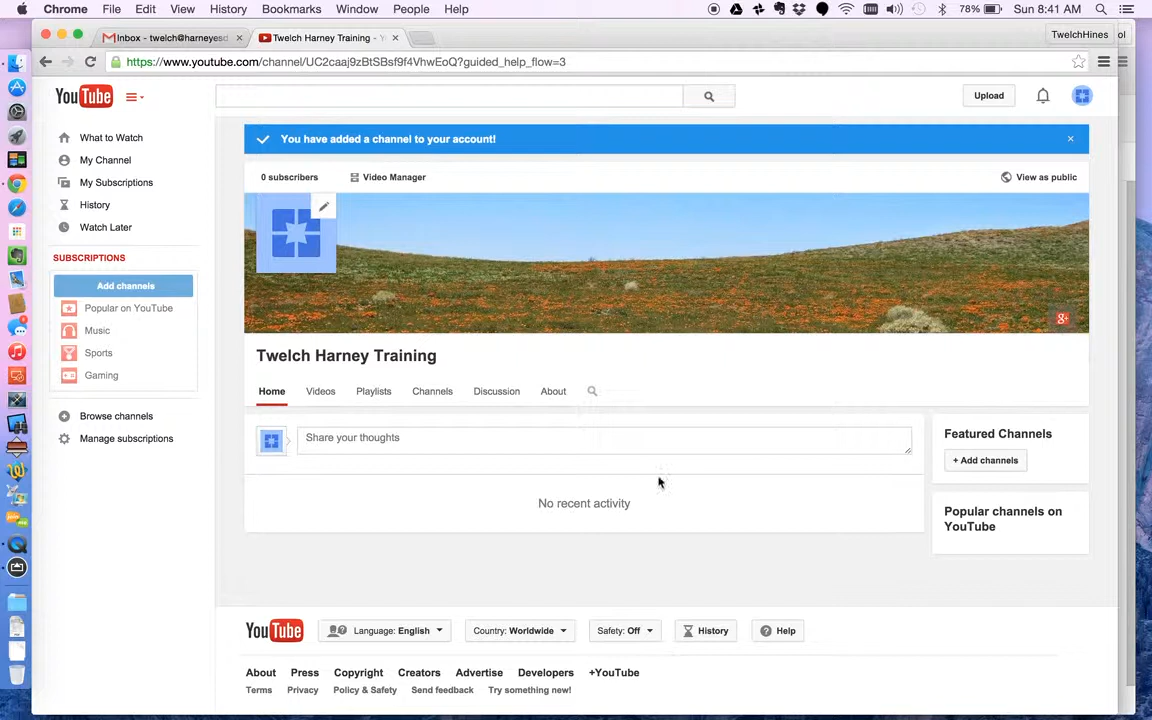 Chrome File Edit View History Bookmarks Window People Help 78% Sun 8:41 AM
Inbox - twelch@harneyesd Twelch Harney Training - Y TwelchHines ol
https://www.youtube.com/channel/UC2caaj9zBtSBsf9f4VhwEoQ?guided_help_flow=3
YouTube Upload
What to Watch
My Channel
My Subscriptions
History
Watch Later
SUBSCRIPTIONS
Add channels
Popular on YouTube
Music
Sports
Gaming
Browse channels
Manage subscriptions
You have added a channel to your account!
0 subscribers Video Manager View as public
g+
Twelch Harney Training
Home Videos Playlists Channels Discussion About
Share your thoughts
No recent activity
Featured Channels
+ Add channels
Popular channels on
YouTube
YouTube Language: English Country: Worldwide Safety: Off History Help
About Press Copyright Creators Advertise Developers +YouTube
Terms Privacy Policy & Safety Send feedback Try something new!